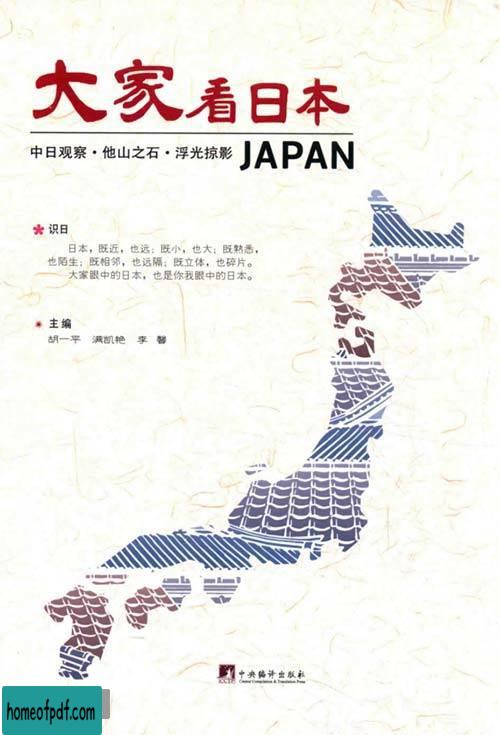 大家看日本
中日观察·他山之石·浮光掠影 JAPAN
识日
日本，既近，也远；既小，也大；既熟悉，
也陌生；既相邻，也远隔；既立体，也碎片。
大家眼中的日本，也是你我眼中的日本。
主编
胡一平 满凯艳 李馨
中央编译出版社
Central Compilation & Translation Press
homeofpdf.com